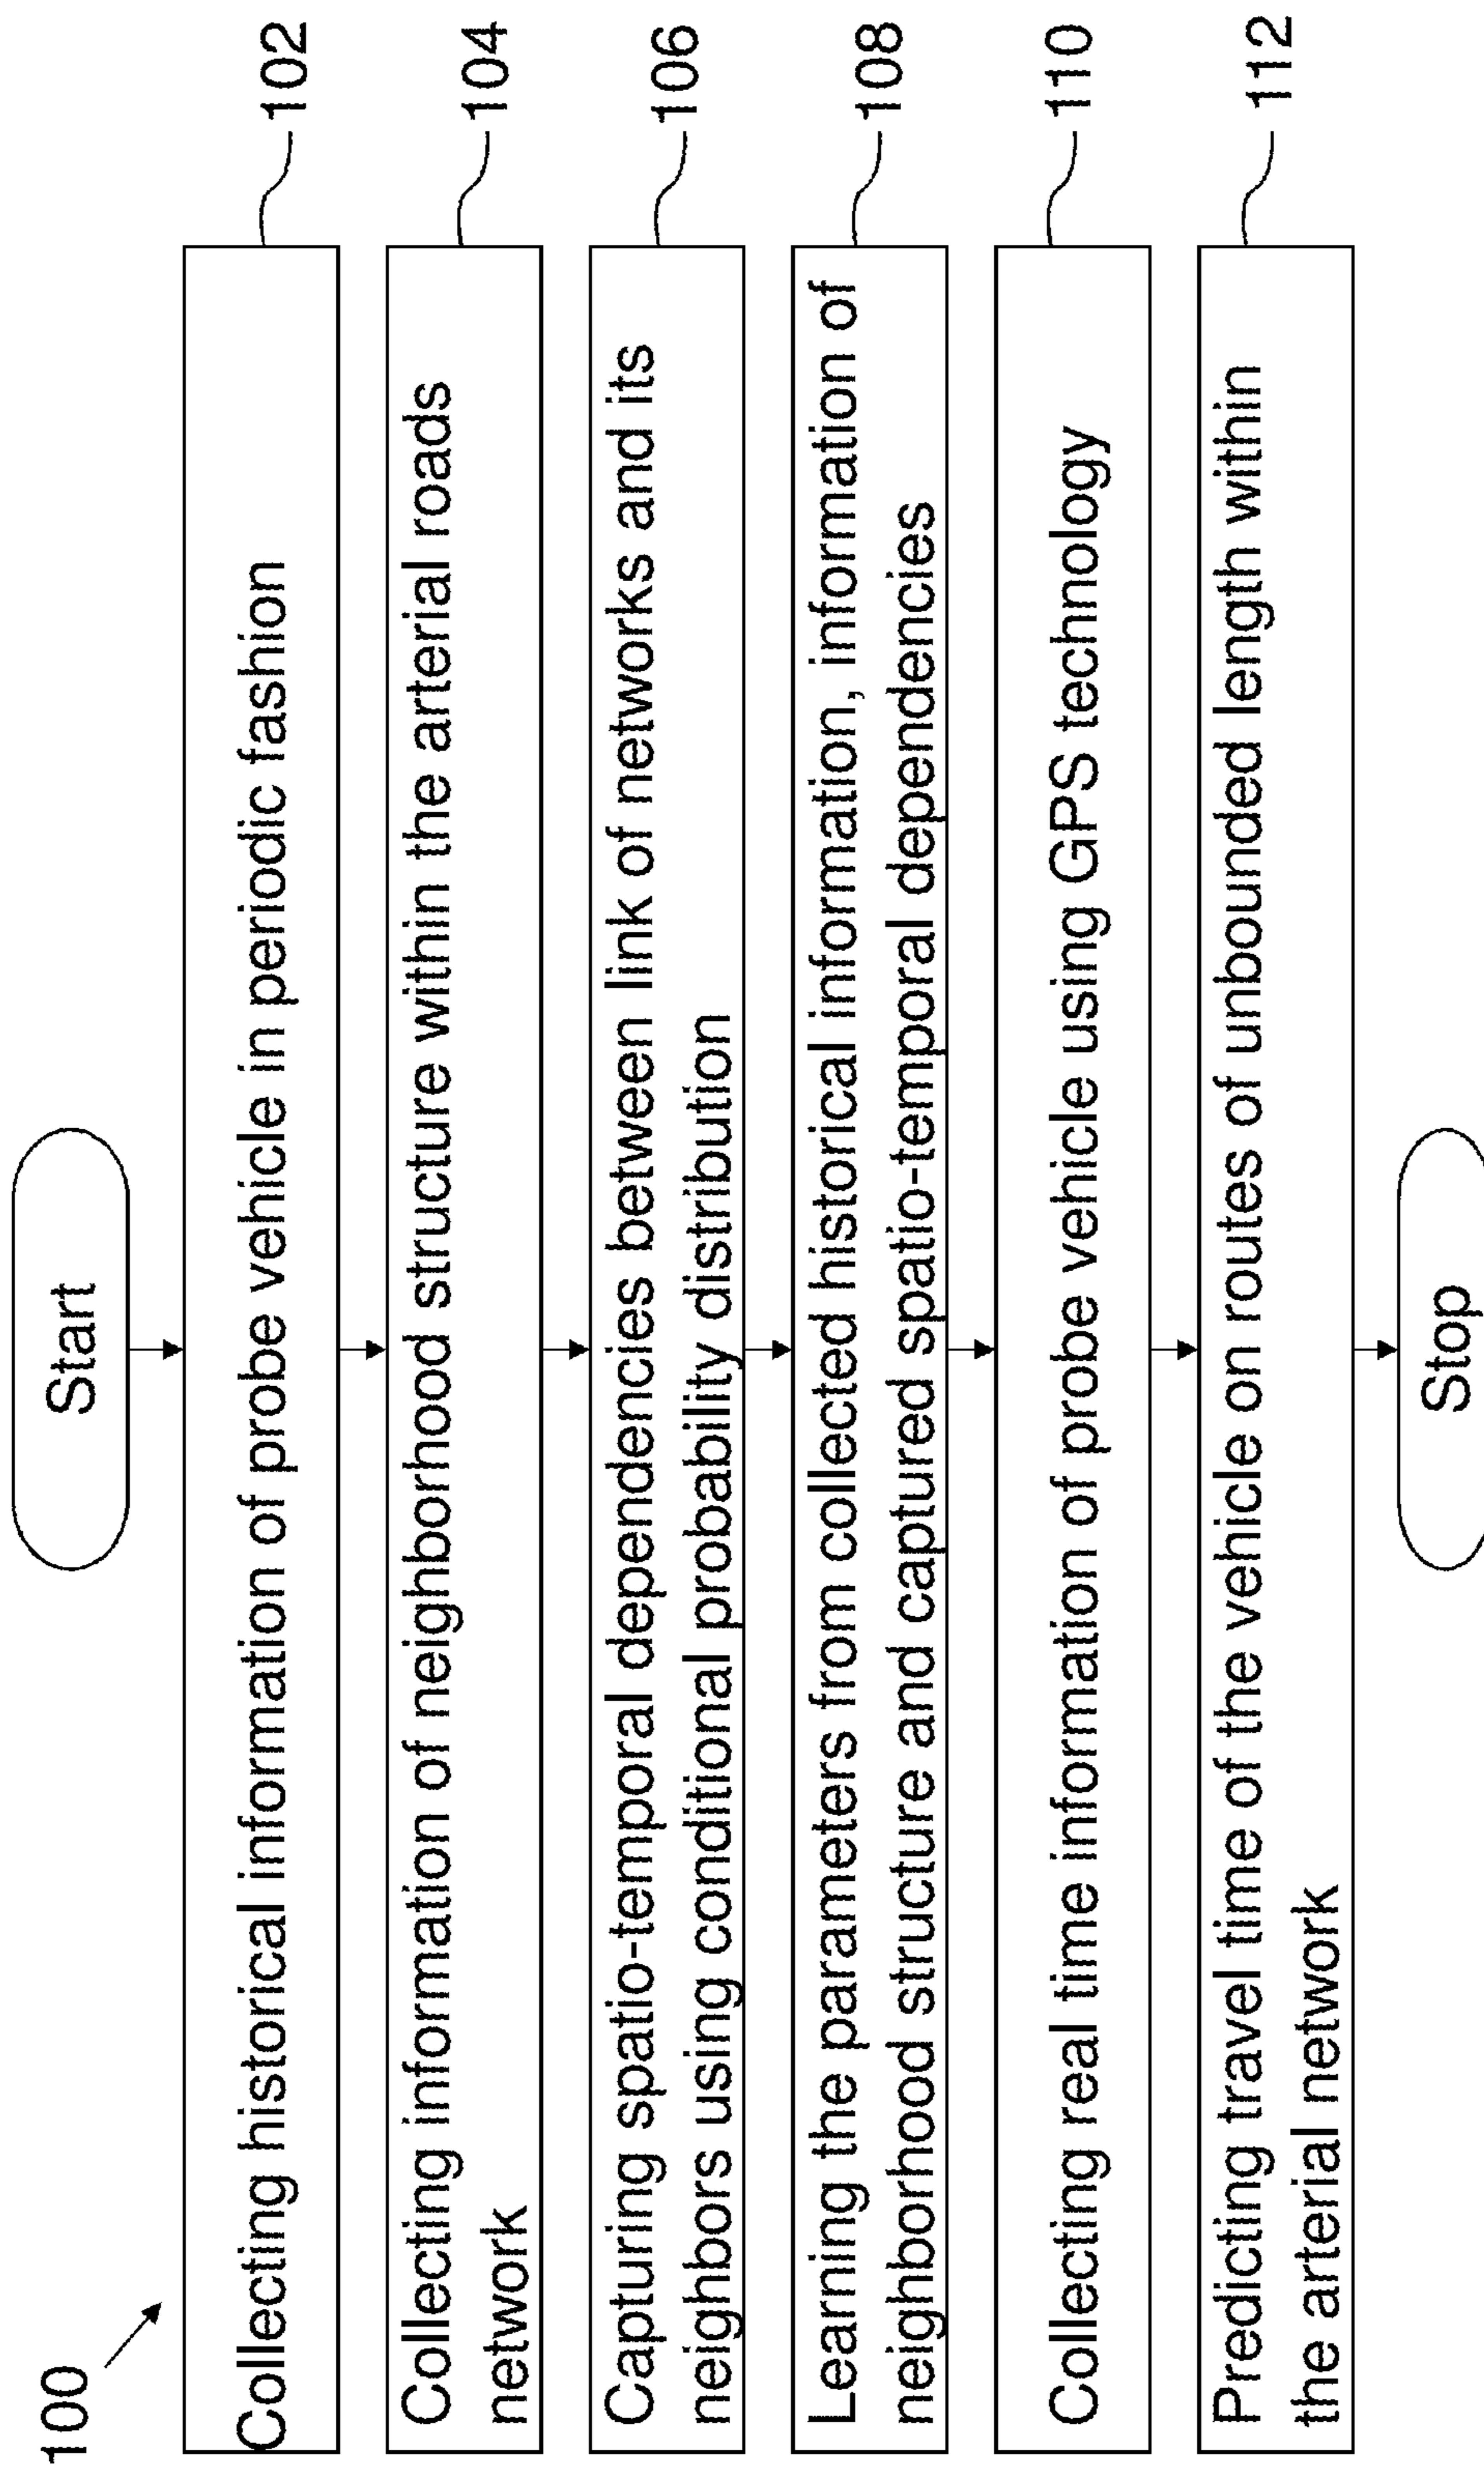 100
Start
Collecting historical information of probe vehicle in periodic fashion
102
Collecting information of neighborhood structure within the arterial roads
network
104
Capturing spatio-temporal dependencies between link of networks and its
neighbors using conditional probability distribution
106
Learning the parameters from collected historical information, information of
neighborhood structure and captured spatio-temporal dependencies
108
Collecting real time information of probe vehicle using GPS technology
110
Predicting travel time of the vehicle on routes of unbounded length within
the arterial network
112
Stop